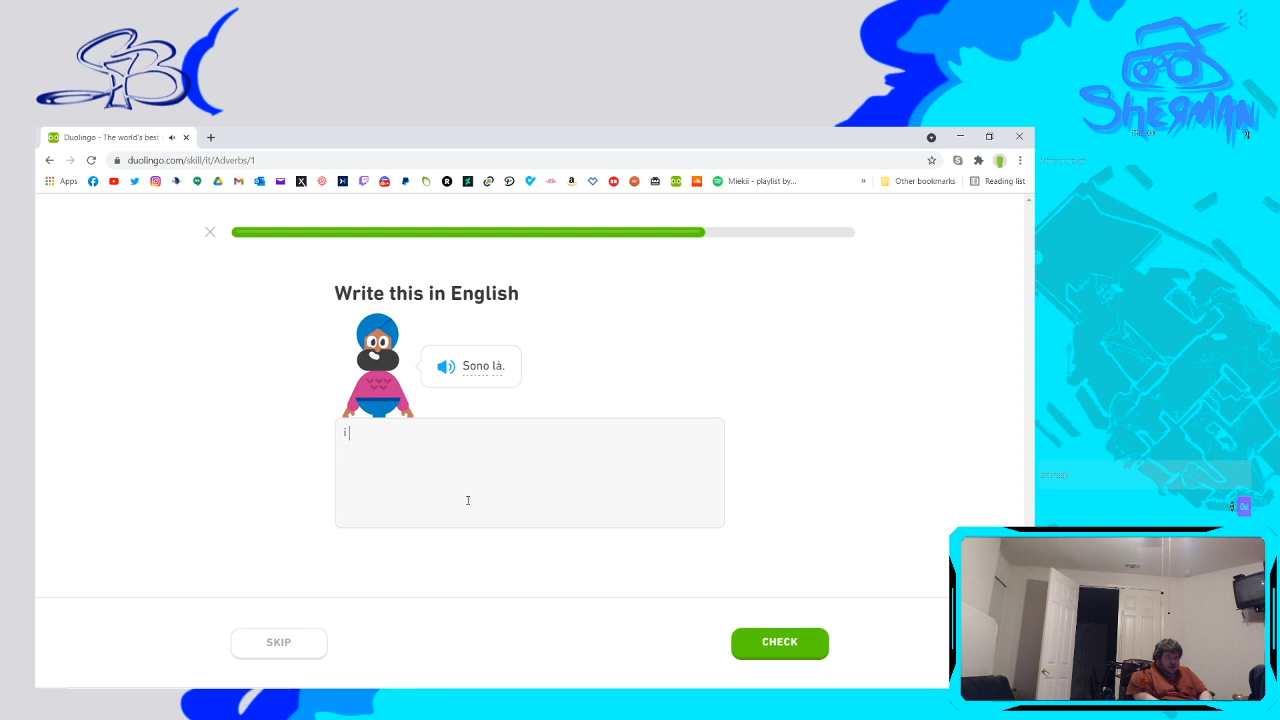 SHERMAN
Duolingo - The world's best
duolingo.com/skill/it/Adverbs/1
Apps
Miekii - playlist by...
»
Other bookmarks
Reading list
Write this in English
Sono là.
i
SKIP
CHECK